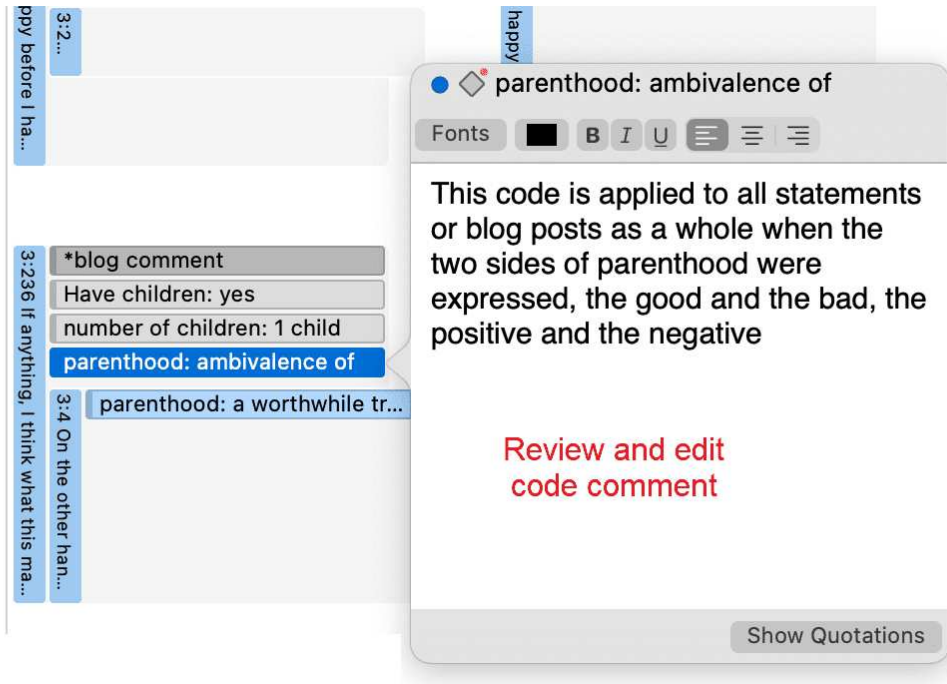 ppy before I ha...
3:2...
happy
parenthood: ambivalence of
Fonts
B I U
This code is applied to all statements
or blog posts as a whole when the
two sides of parenthood were
expressed, the good and the bad, the
positive and the negative
3:236 If anything, I think what this ma...
*blog comment
Have children: yes
number of children: 1 child
parenthood: ambivalence of
3:4 On the other han...
parenthood: a worthwhile tr...
Review and edit
code comment
Show Quotations